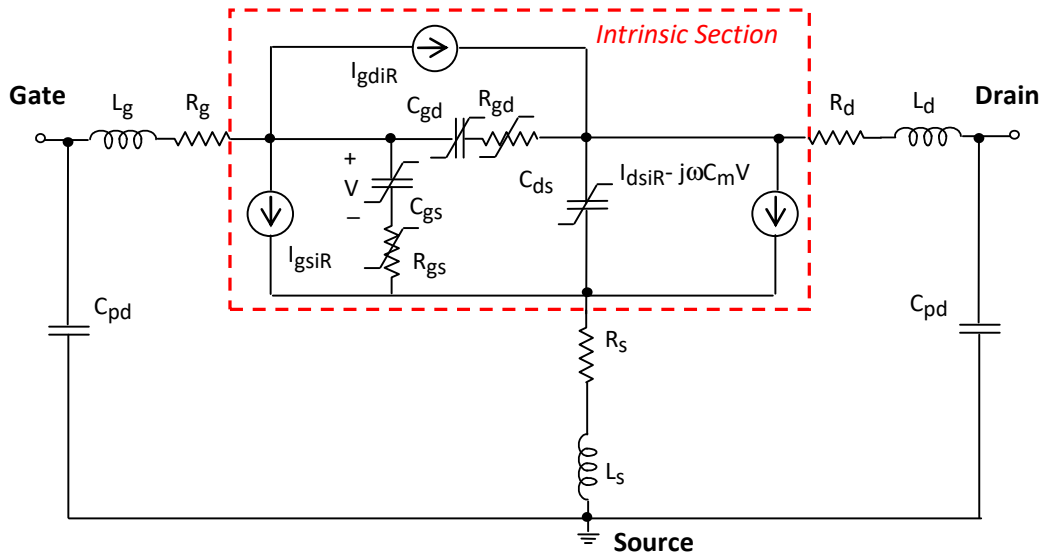 Intrinsic Section
IgdiR
Gate
Lg
Rg
Cgd
Rgd
Rd
Ld
Drain
+
V
–
Cgs
Rgs
Cds
IdsiR- jωCmV
IgsiR
Cpd
Cpd
Rs
Ls
Source